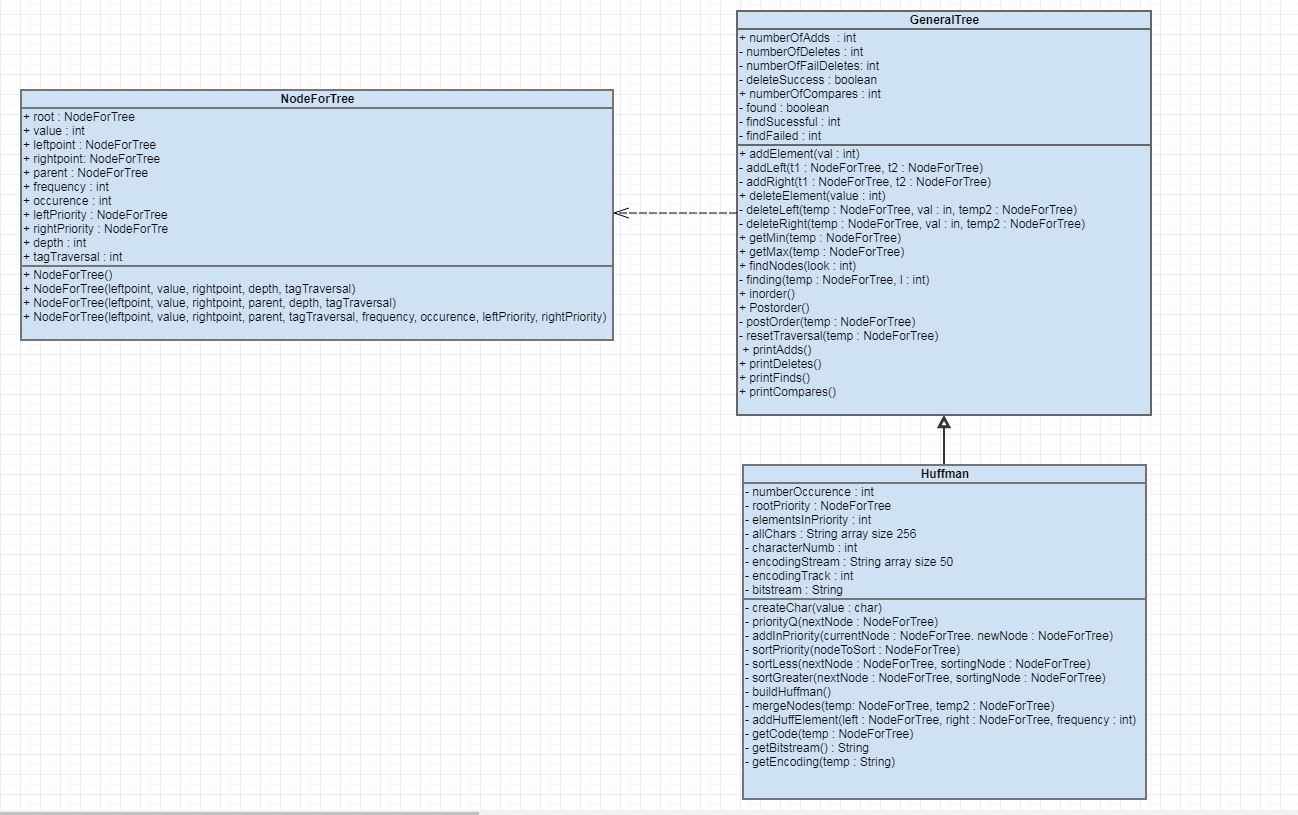 NodeForTree
+ root : NodeForTree
+ value : int
+ leftpoint : NodeForTree
+ rightpoint: NodeForTree
+ parent : NodeForTree
+ frequency : int
+ occurence : int
+ leftPriority : NodeForTree
+ rightPriority : NodeForTre
+ depth : int
+ tagTraversal : int
+ NodeForTree()
+ NodeForTree(leftpoint, value, rightpoint, depth, tagTraversal)
+ NodeForTree(leftpoint, value, rightpoint, parent, depth, tagTraversal)
+ NodeForTree(leftpoint, value, rightpoint, parent, tagTraversal, frequency, occurence, leftPriority, rightPriority)
GeneralTree
+ numberOfAdds : int
- numberOfDeletes : int
- numberOfFailDeletes: int
- deleteSuccess : boolean
+ numberOfCompares : int
- found : boolean
- findSucessful : int
- findFailed : int
+ addElement(val : int)
- addLeft(t1 : NodeForTree, t2 : NodeForTree)
- addRight(t1 : NodeForTree, t2 : NodeForTree)
+ deleteElement(value : int)
- deleteLeft(temp : NodeForTree, val : in, temp2 : NodeForTree)
- deleteRight(temp : NodeForTree, val : in, temp2 : NodeForTree)
+ getMin(temp : NodeForTree)
+ getMax(temp : NodeForTree)
+ findNodes(look : int)
- finding(temp : NodeForTree, l : int)
+ inorder()
+ Postorder()
- postOrder(temp : NodeForTree)
- resetTraversal(temp : NodeForTree)
+ printAdds()
+ printDeletes()
+ printFinds()
+ printCompares()
Huffman
- numberOccurence : int
- rootPriority : NodeForTree
- elementsInPriority : int
- allChars : String array size 256
- characterNumb : int
- encodingStream : String array size 50
- encodingTrack : int
- bitstream : String
- createChar(value : char)
- priorityQ(nextNode : NodeForTree)
- addInPriority(currentNode : NodeForTree. newNode : NodeForTree)
- sortPriority(nodeToSort : NodeForTree)
- sortLess(nextNode : NodeForTree, sortingNode : NodeForTree)
- sortGreater(nextNode : NodeForTree, sortingNode : NodeForTree)
- buildHuffman()
- mergeNodes(temp: NodeForTree, temp2 : NodeForTree)
- addHuffElement(left : NodeForTree, right : NodeForTree, frequency : int)
- getCode(temp : NodeForTree)
- getBitstream() : String
- getEncoding(temp : String)